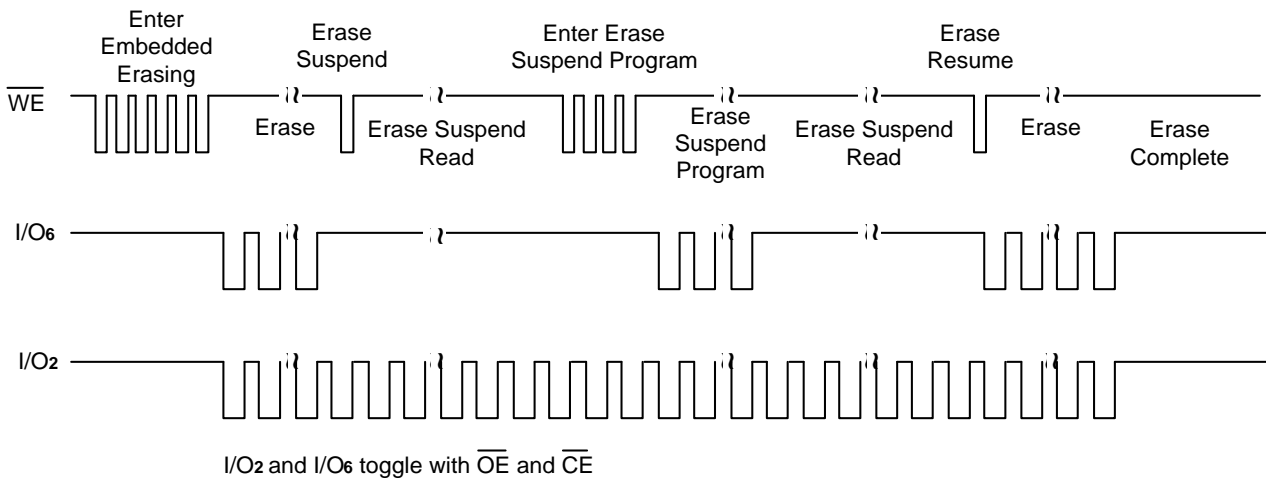 Enter
Embedded
Erasing
Erase
Suspend
Enter Erase
Suspend Program
Erase
Resume
WE
Erase
Erase Suspend
Read
Erase
Suspend
Program
Erase Suspend
Read
Erase
Erase
Complete
I/O6
I/O2
I/O2 and I/O6 toggle with OE and CE